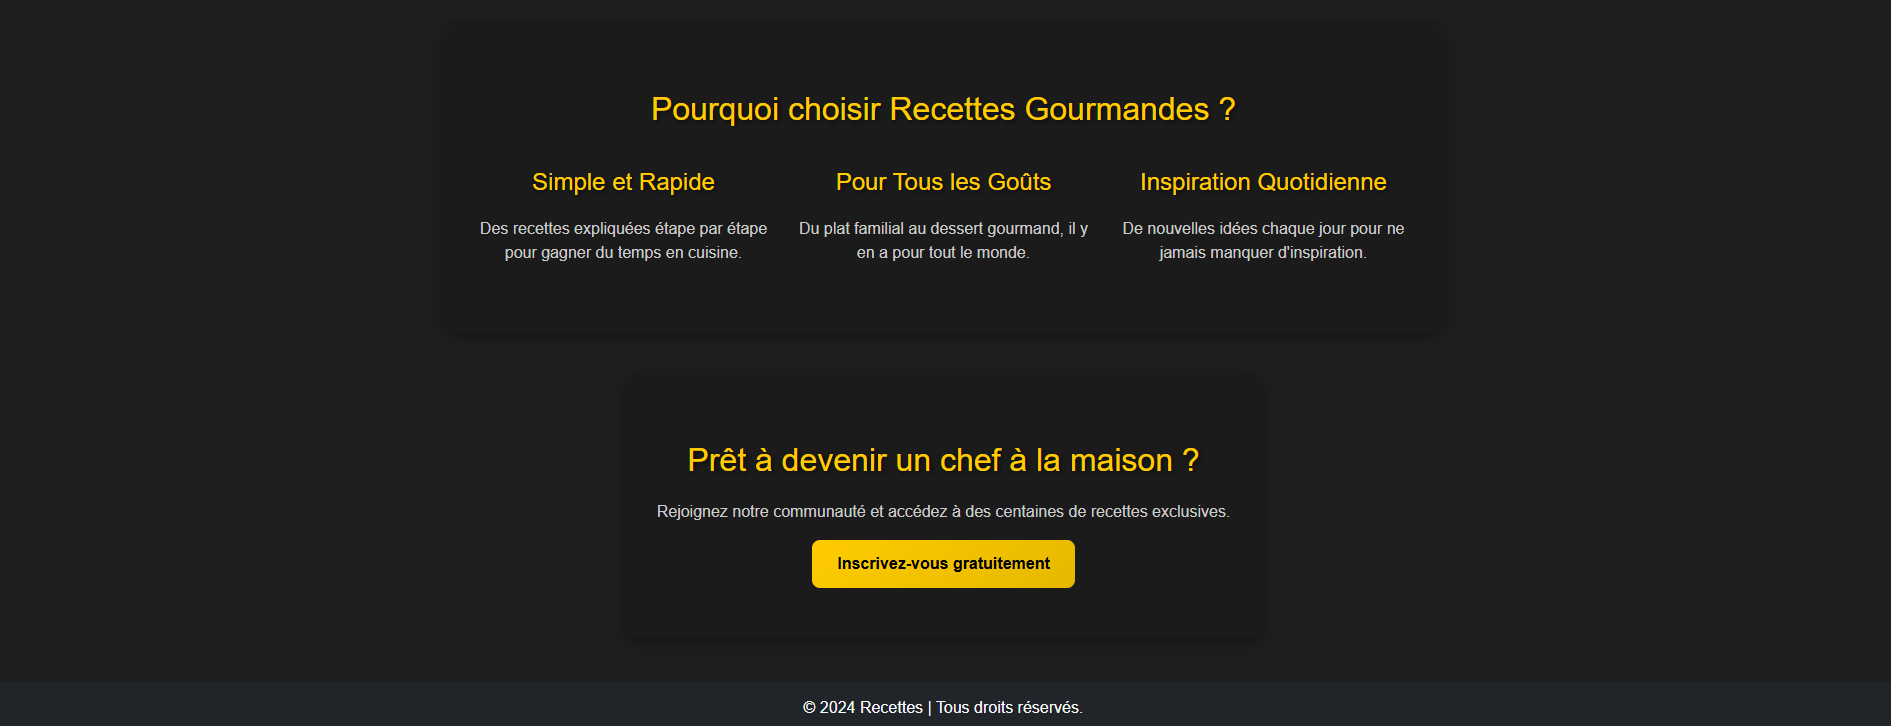 Pourquoi choisir Recettes Gourmandes ?
Simple et Rapide
Des recettes expliquées étape par étape
pour gagner du temps en cuisine.
Pour Tous les Goûts
Du plat familial au dessert gourmand, il y
en a pour tout le monde.
Inspiration Quotidienne
De nouvelles idées chaque jour pour ne
jamais manquer d'inspiration.
Prêt à devenir un chef à la maison ?
Rejoignez notre communauté et accédez à des centaines de recettes exclusives.
Inscrivez-vous gratuitement
© 2024 Recettes | Tous droits réservés.